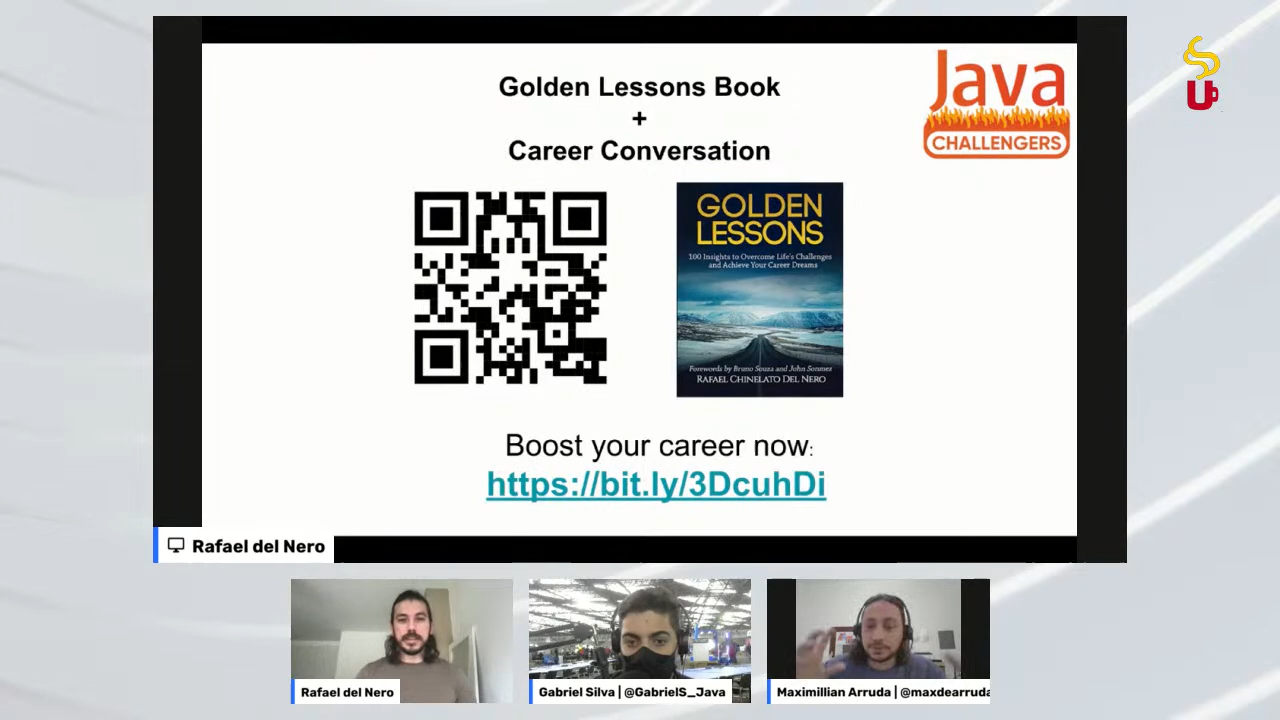 Golden Lessons Book
+
Career Conversation
Java
CHALLENGERS
GOLDEN
LESSONS
100 Insights to Overcome Life's Challenges
and Achieve Your Career Dreams
Forewords by Bruno Souza and John Sonmez
RAFAEL CHINELATO DEL NERO
Boost your career now:
https://bit.ly/3DcuhDi
Rafael del Nero
Rafael del Nero
Gabriel Silva | @GabrielS_Java
Maximillian Arruda | @maxdearruda